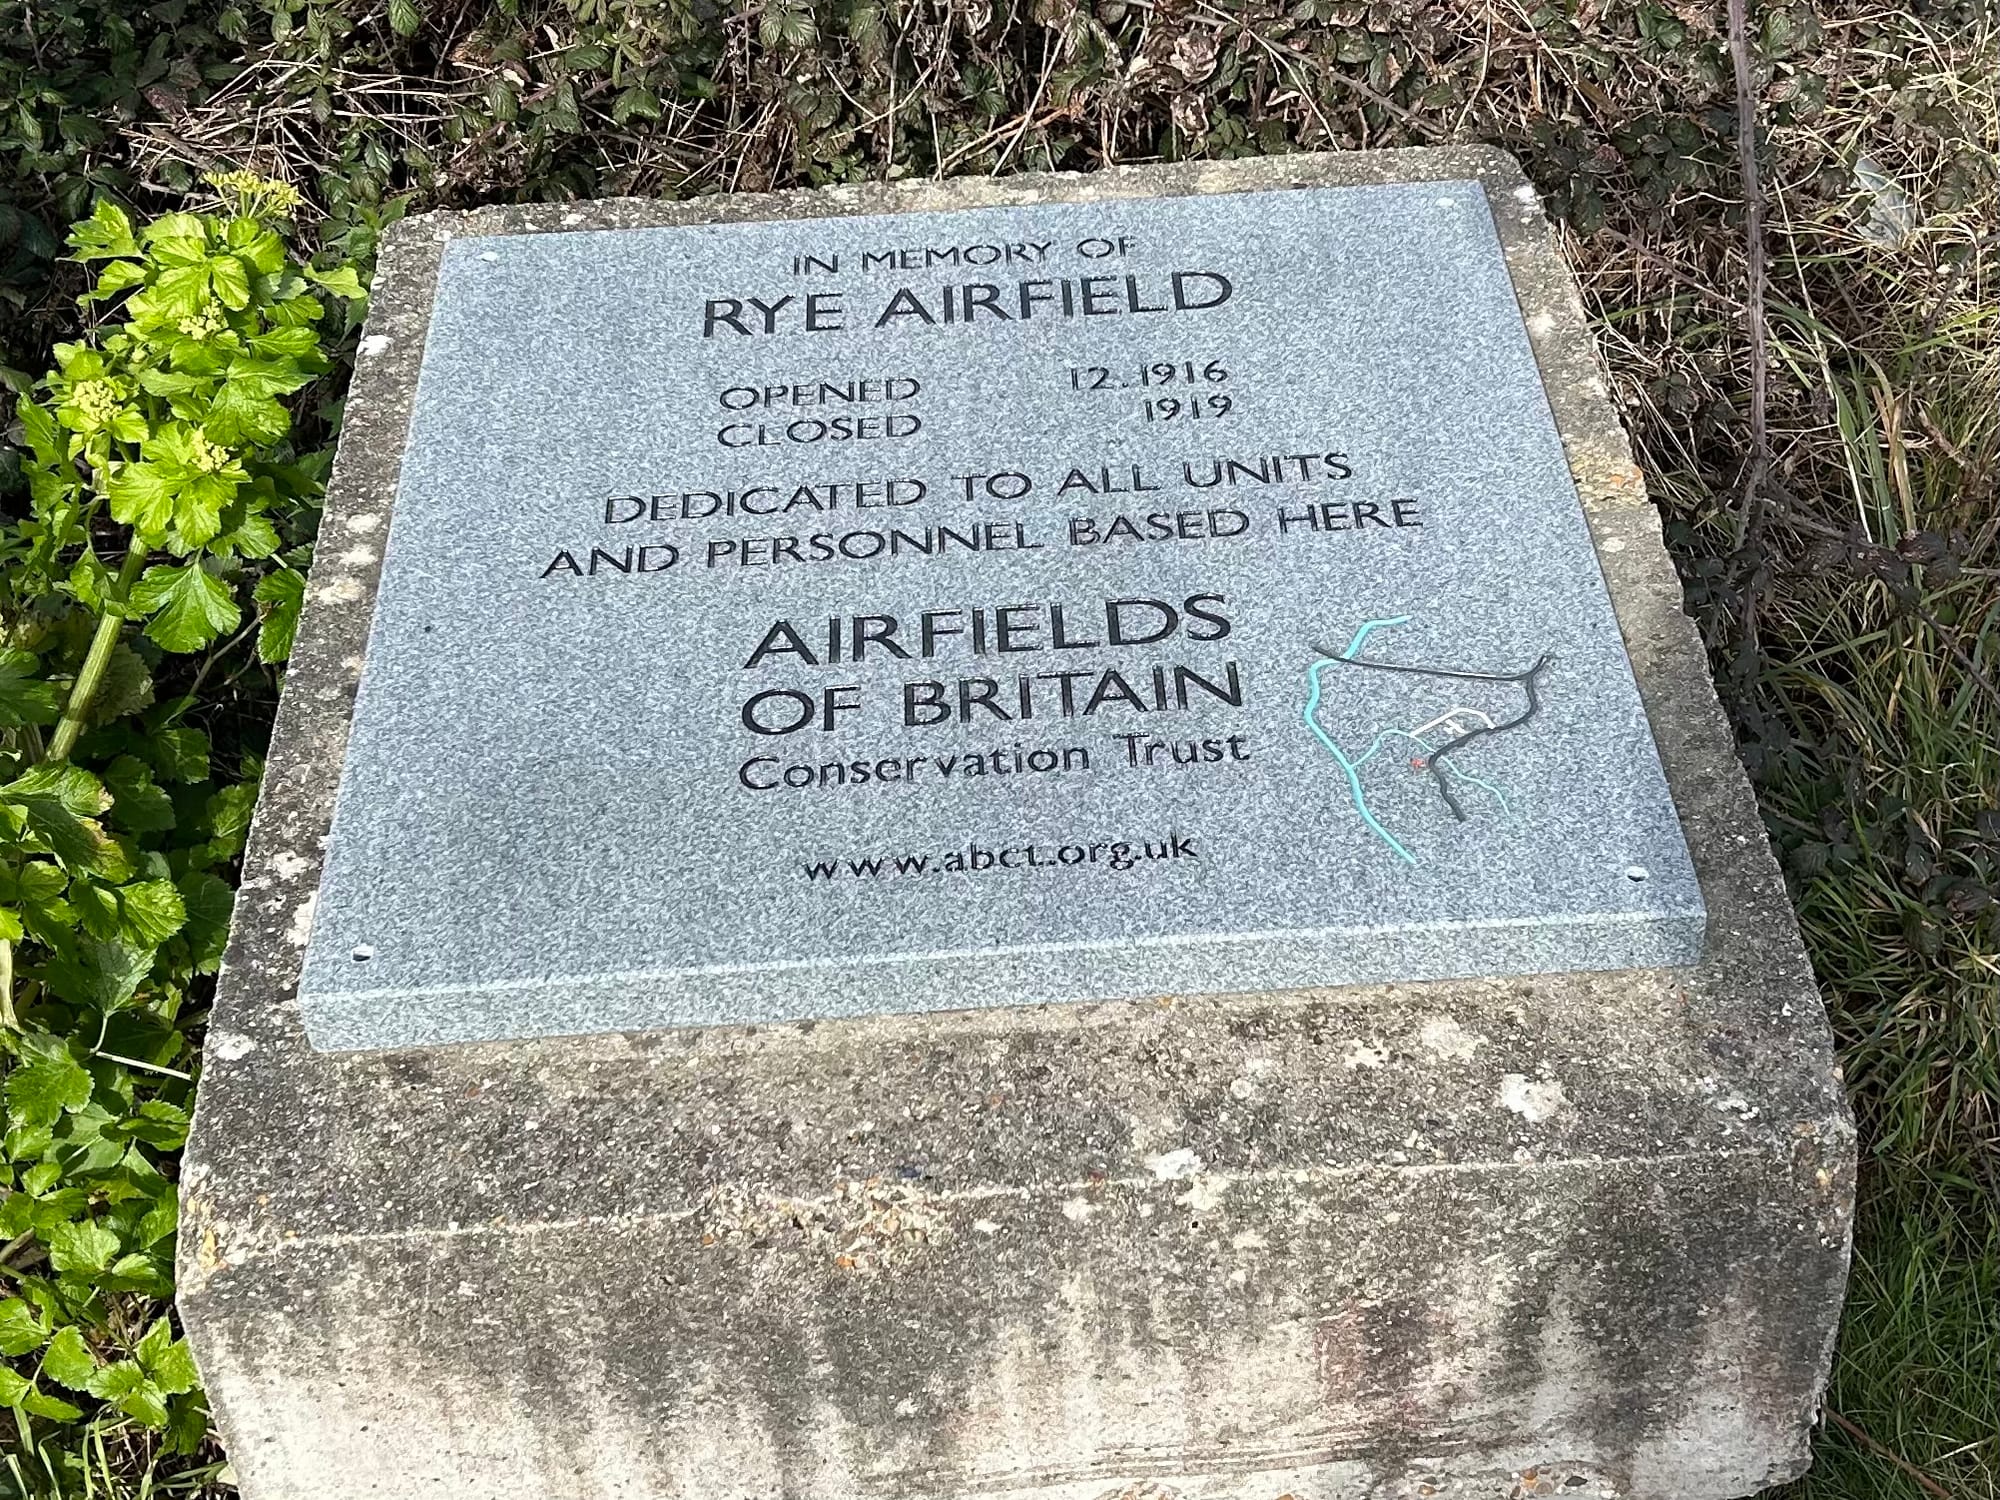 IN MEMORY OF
RYE AIRFIELD
OPENED 12.1916
CLOSED 1919
DEDICATED TO ALL UNITS
AND PERSONNEL BASED HERE
AIRFIELDS
OF BRITAIN
Conservation Trust
www.abct.org.uk